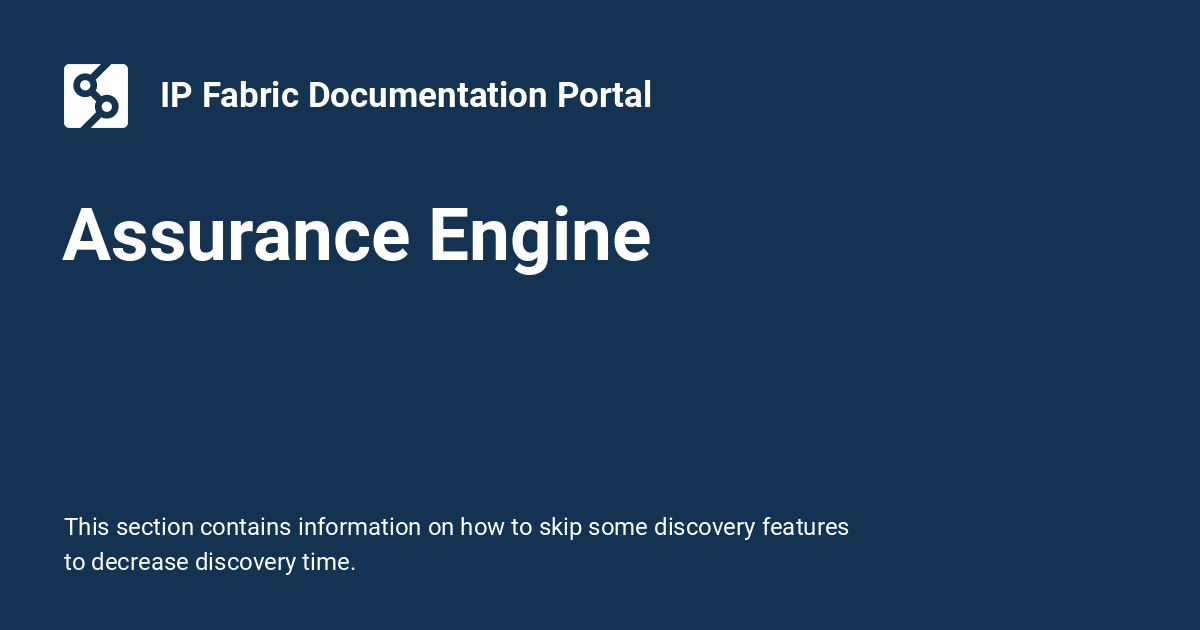 IP Fabric Documentation Portal
Assurance Engine
This section contains information on how to skip some discovery features
to decrease discovery time.